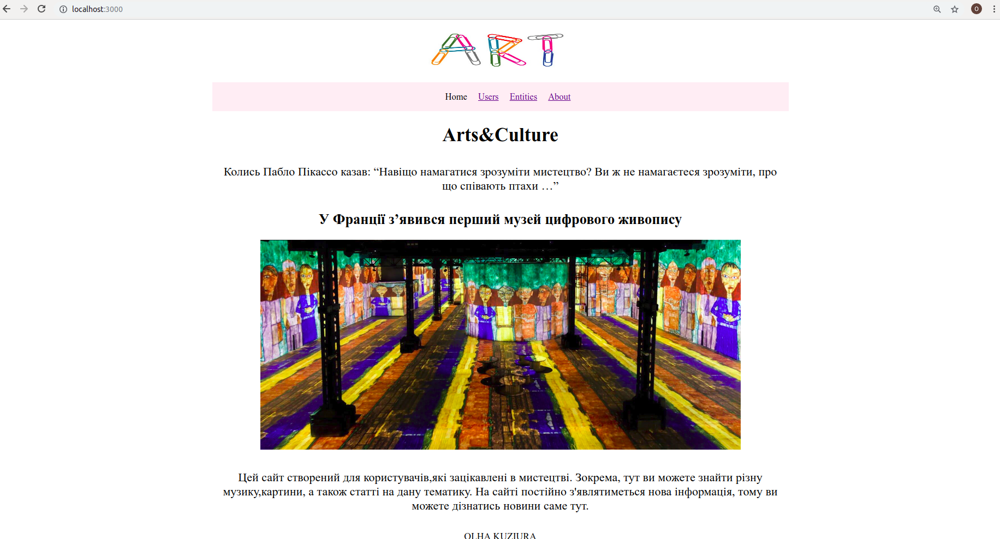 localhost:3000
O
ART
Home Users Entities About
Arts&Culture
Колись Пабло Пікассо казав: “Навіщо намагатися зрозуміти мистецтво? Ви ж не намагаєтеся зрозуміти, про
що співають птахи …”
У Франції з’явився перший музей цифрового живопису
Цей сайт створений для користувачів,які зацікавлені в мистецтві. Зокрема, тут ви можете знайти різну
музику,картини, а також статті на дану тематику. На сайті постійно з'являтиметься нова інформація, тому ви
можете дізнатись новини саме тут.
OLHA KUZIURA